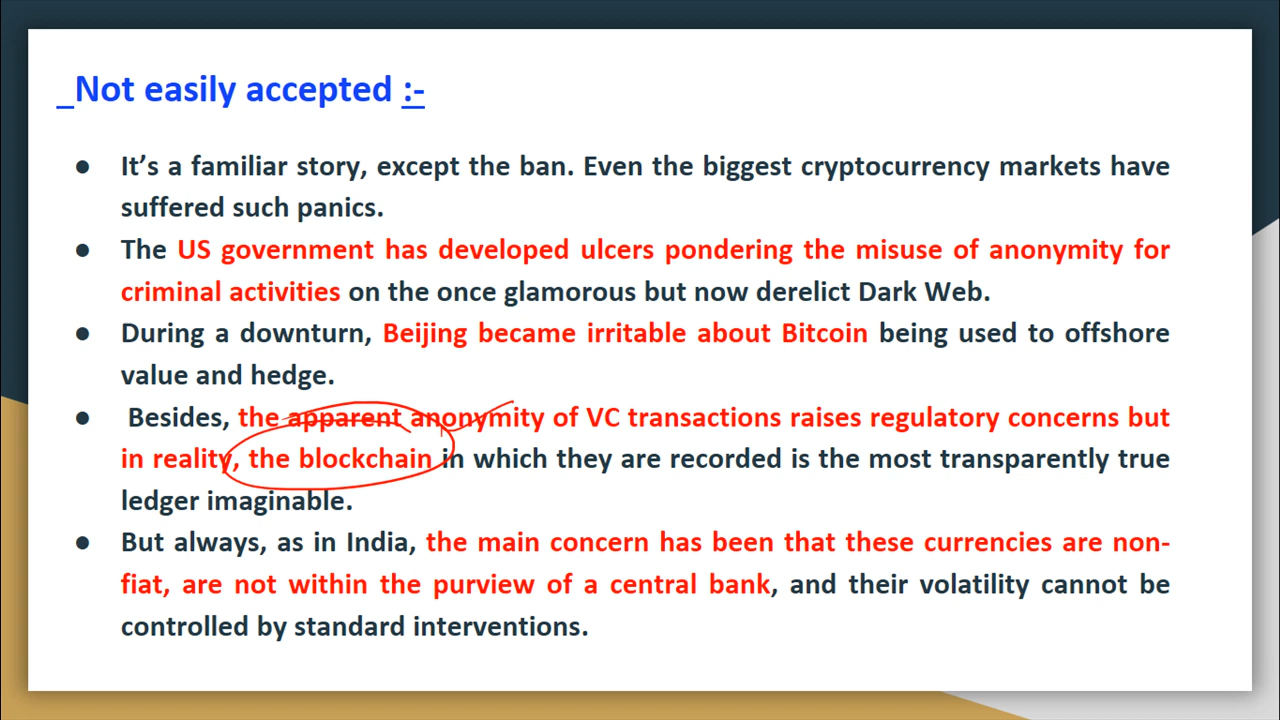 Not easily accepted :-
● It’s a familiar story, except the ban. Even the biggest cryptocurrency markets have
suffered such panics.
● The US government has developed ulcers pondering the misuse of anonymity for
criminal activities on the once glamorous but now derelict Dark Web.
● During a downturn, Beijing became irritable about Bitcoin being used to offshore
value and hedge.
● Besides, the apparent anonymity of VC transactions raises regulatory concerns but
in reality, the blockchain in which they are recorded is the most transparently true
ledger imaginable.
● But always, as in India, the main concern has been that these currencies are non-
fiat, are not within the purview of a central bank, and their volatility cannot be
controlled by standard interventions.